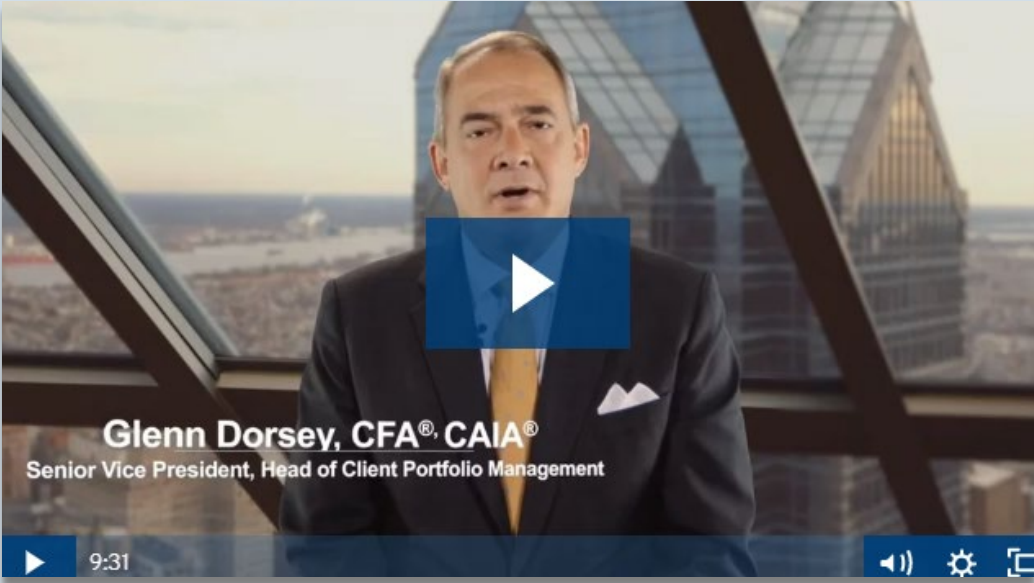 Glenn Dorsey, CFA®, CAIA®
Senior Vice President, Head of Client Portfolio Management
9:31